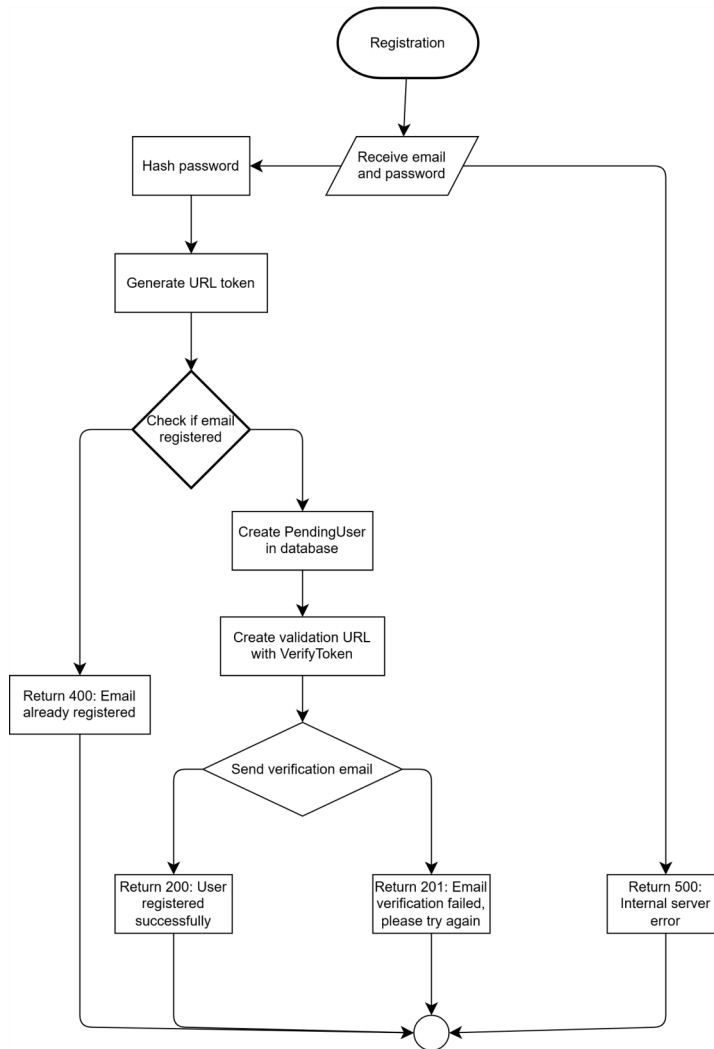 Registration
Receive email
and password
Hash password
Generate URL token
Check if email
registered
Create PendingUser
in database
Create validation URL
with VerifyToken
Return 400: Email
already registered
Send verification email
Return 200: User
registered
successfully
Return 201: Email
verification failed,
please try again
Return 500:
Internal server
error